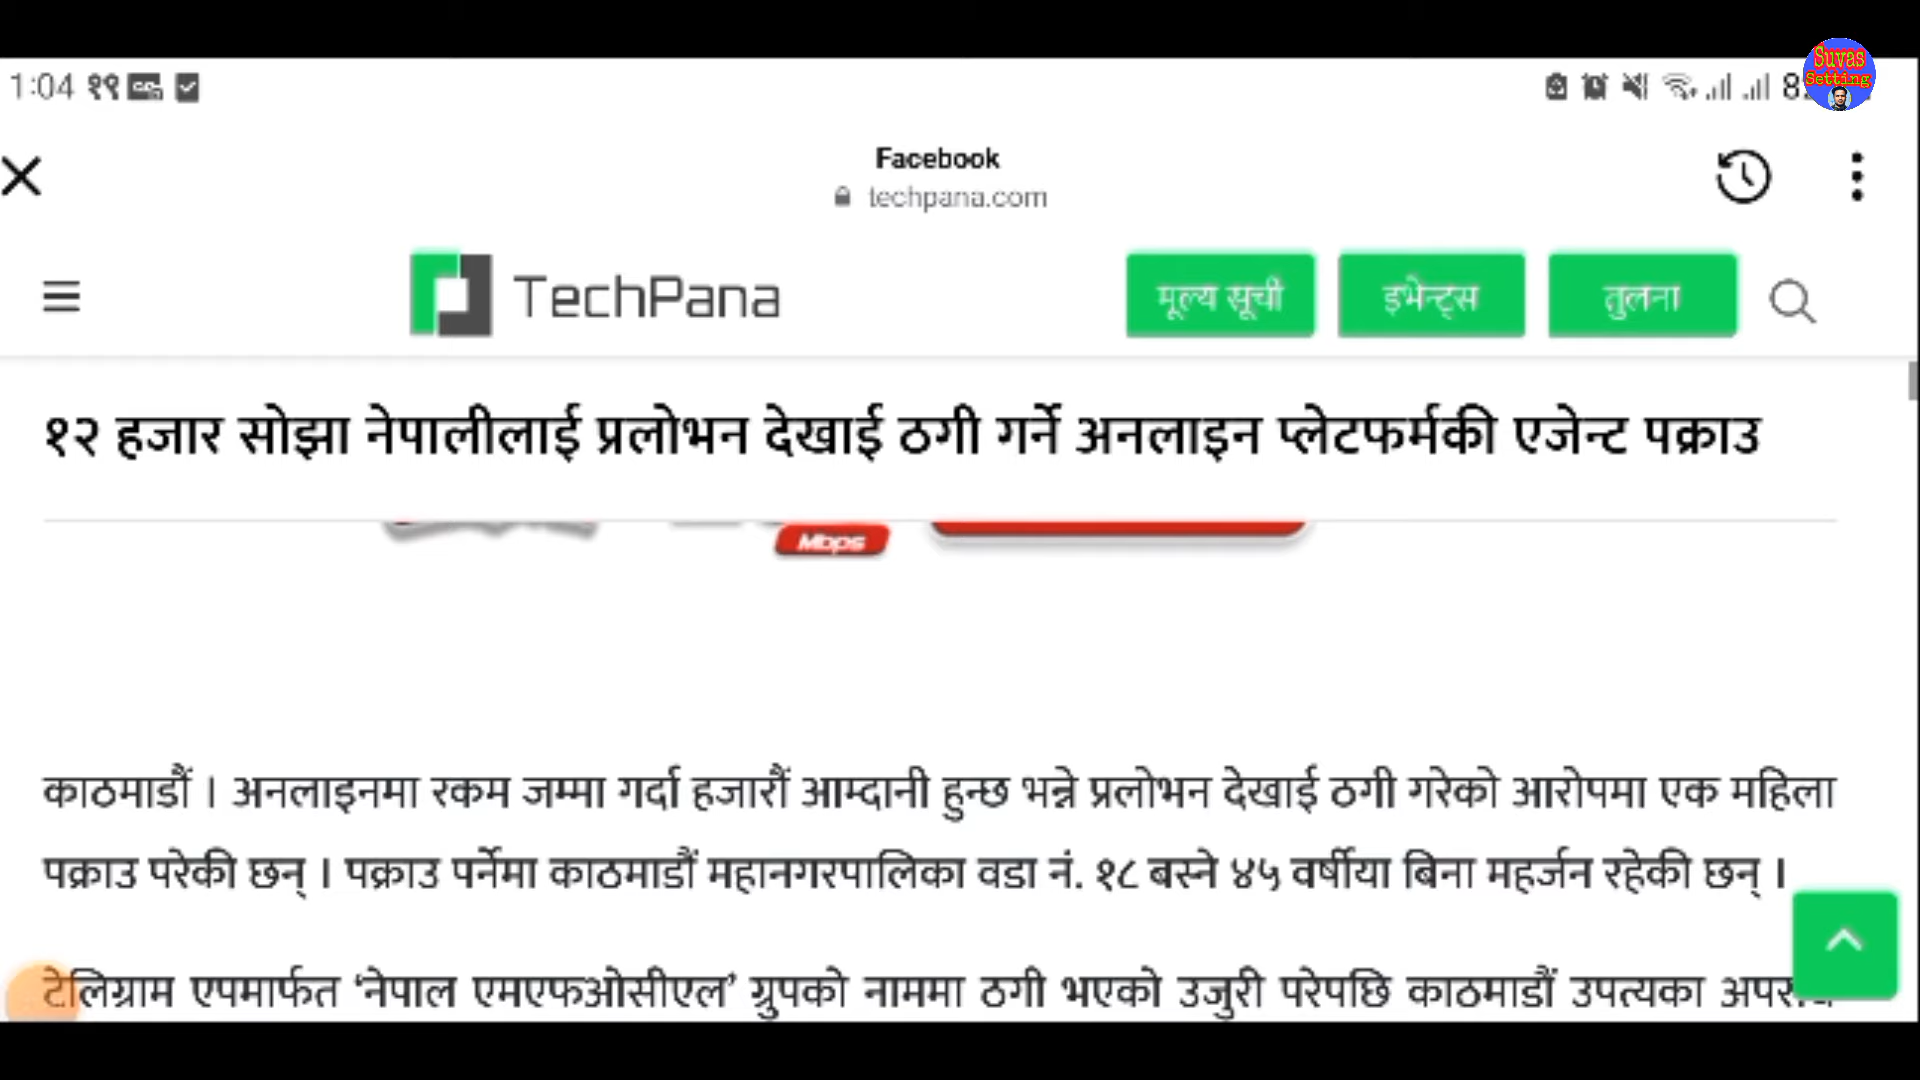 1:04 १९
Suvas
Setting
Facebook
techpana.com
TechPana
मूल्य सूची
इभेन्ट्स
तुलना
१२ हजार सोझा नेपालीलाई प्रलोभन देखाई ठगी गर्ने अनलाइन प्लेटफर्मकी एजेन्ट पक्राउ
Mbps
काठमाडौं । अनलाइनमा रकम जम्मा गर्दा हजारौं आम्दानी हुन्छ भन्ने प्रलोभन देखाई ठगी गरेको आरोपमा एक महिला
पक्राउ परेकी छन् । पक्राउ पर्नेमा काठमाडौं महानगरपालिका वडा नं. १८ बस्ने ४५ वर्षीया बिना महर्जन रहेकी छन् ।
टेलिग्राम एपमार्फत ‘नेपाल एमएफओसीएल’ ग्रुपको नाममा ठगी भएको उजुरी परेपछि काठमाडौं उपत्यका